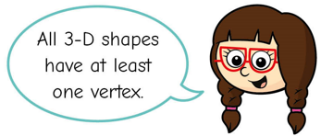 All 3-D shapes
have at least
one vertex.